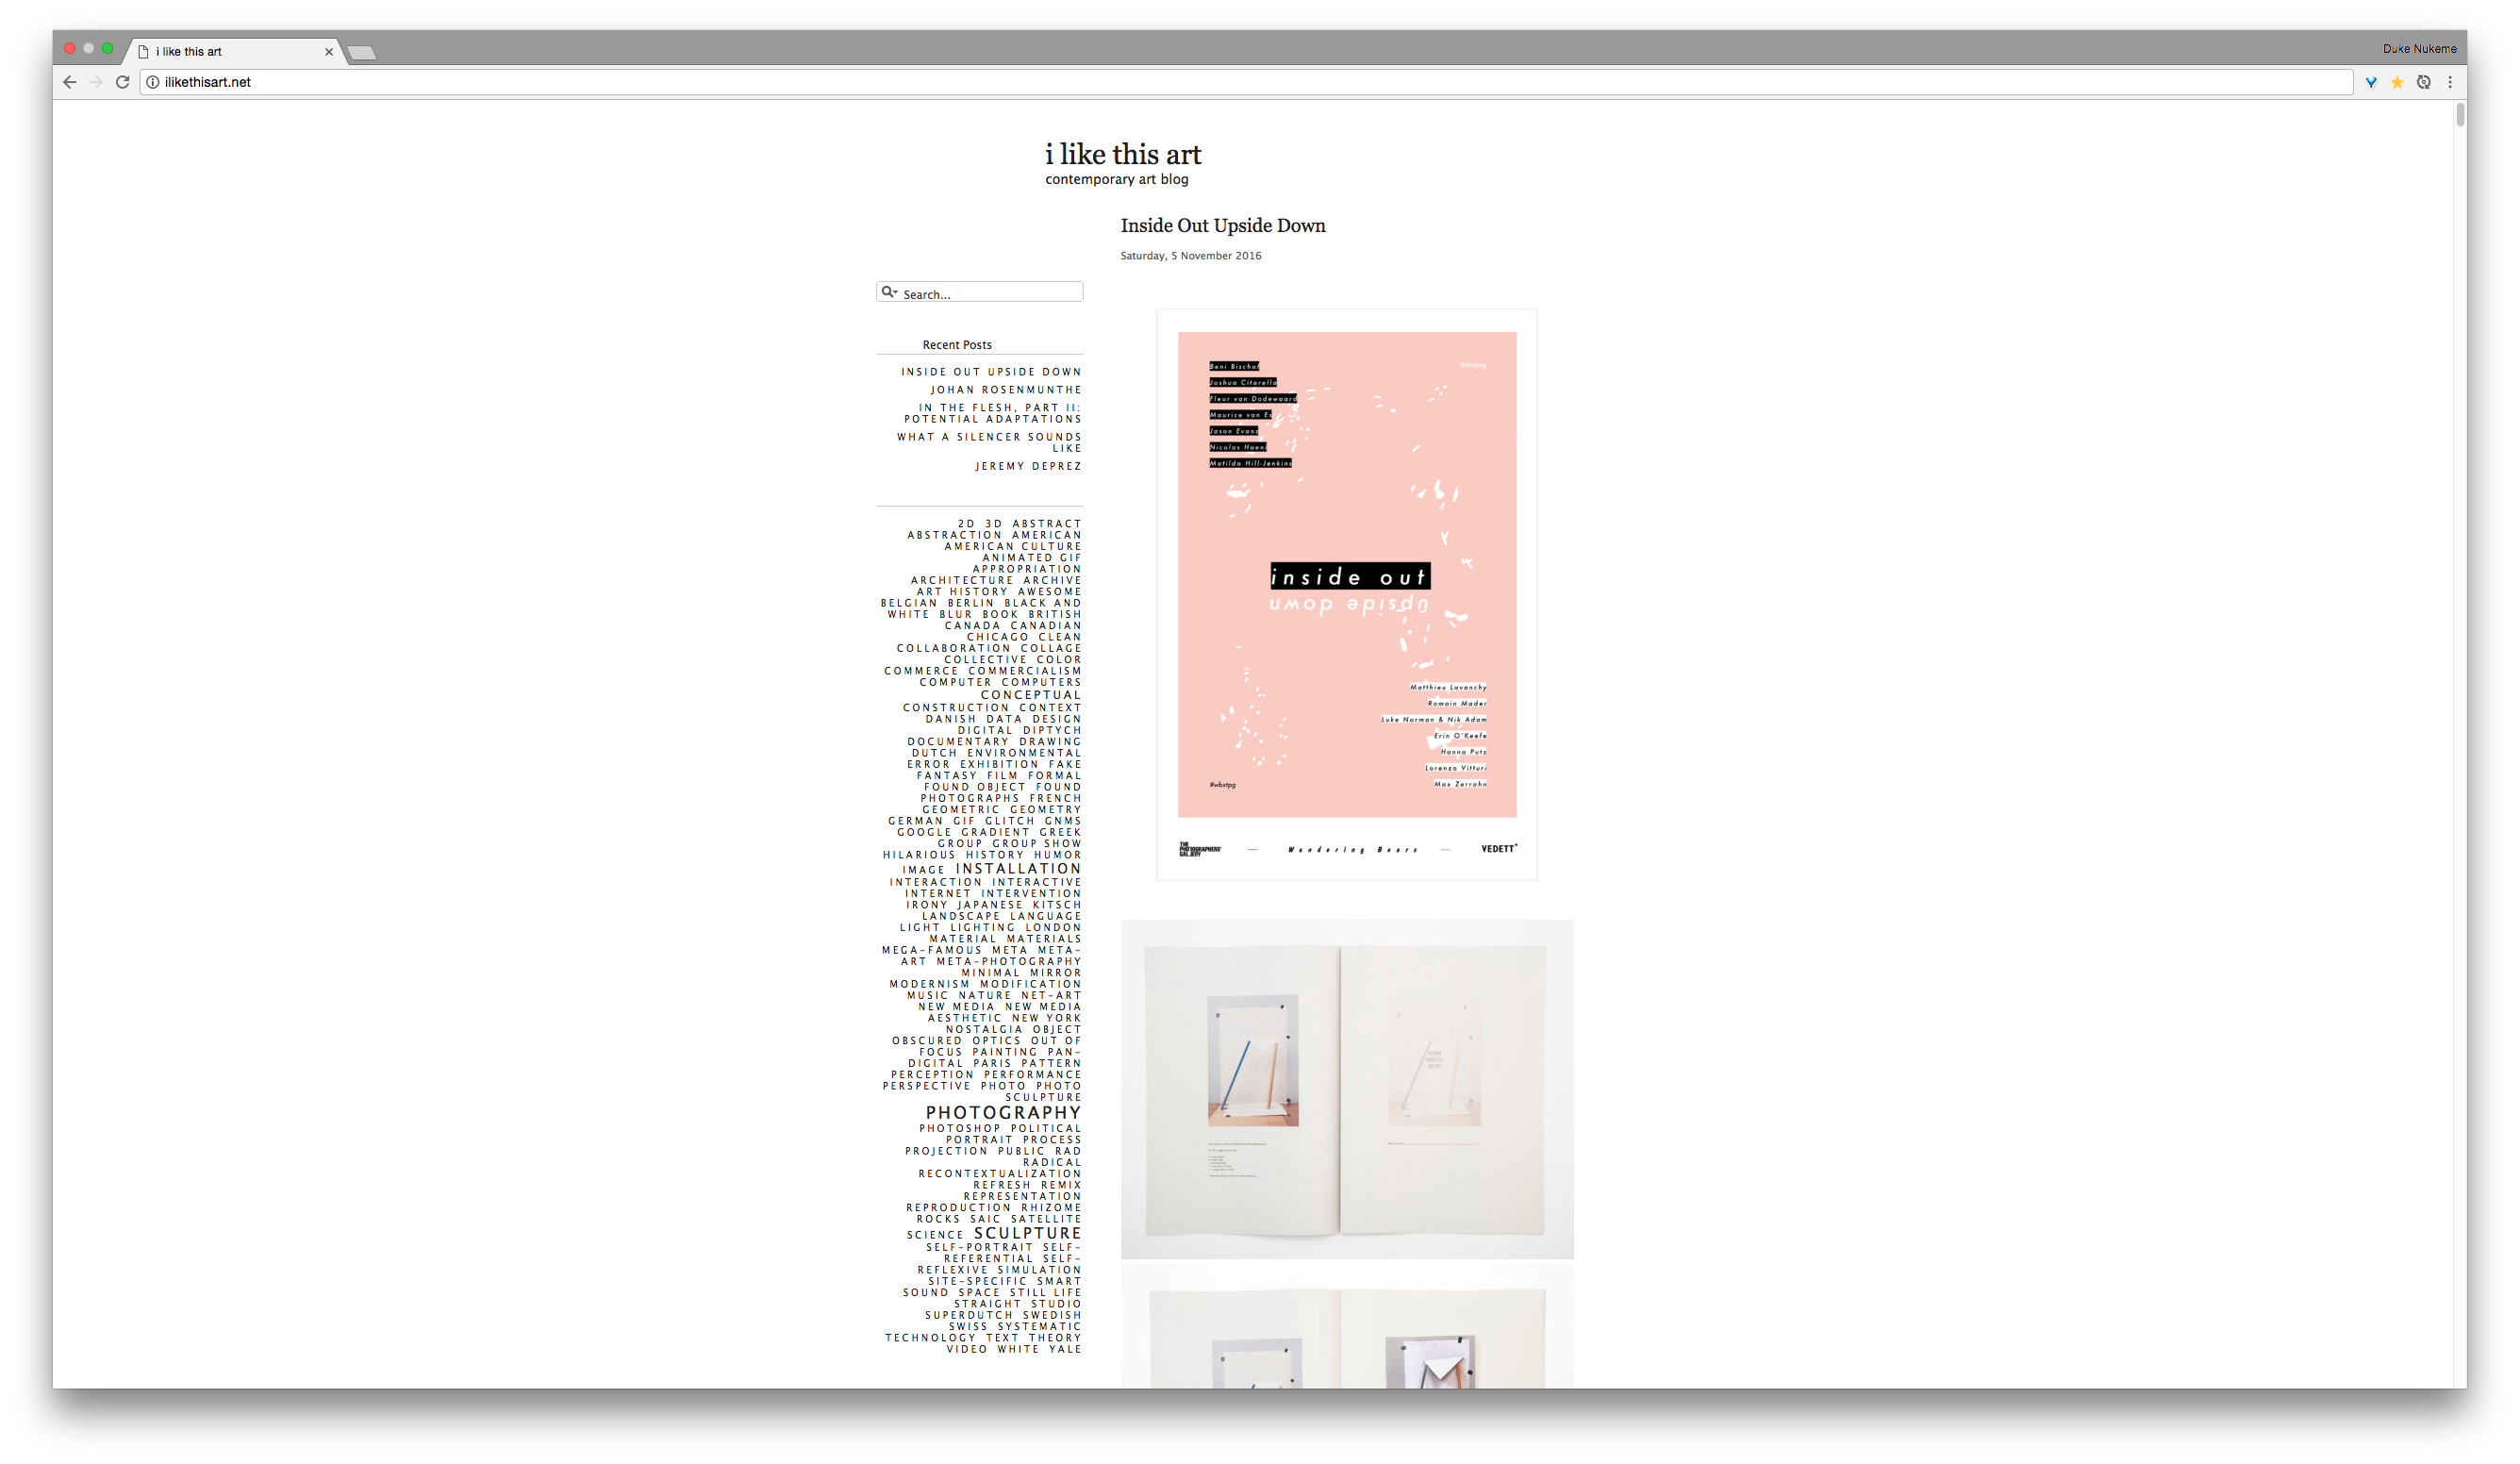 i like this art
Duke Nukeme
ilikethisart.net
i like this art
contemporary art blog
Inside Out Upside Down
Saturday, 5 November 2016
Search...
Recent Posts
INSIDE OUT UPSIDE DOWN
JOHAN ROSENMUNTHE
IN THE FLESH, PART II:
POTENTIAL ADAPTATIONS
WHAT A SILENCER SOUNDS
LIKE
JEREMY DEPREZ
2D 3D ABSTRACT
ABSTRACTION AMERICAN
AMERICAN CULTURE
ANIMATED GIF
APPROPRIATION
ARCHITECTURE ARCHIVE
ART HISTORY AWESOME
BELGIAN BERLIN BLACK AND
WHITE BLUR BOOK BRITISH
CANADA CANADIAN
CHICAGO CLEAN
COLLABORATION COLLAGE
COLLECTIVE COLOR
COMMERCE COMMERCIALISM
COMPUTER COMPUTERS
CONCEPTUAL
CONSTRUCTION CONTEXT
DANISH DATA DESIGN
DIGITAL DIPTYCH
DOCUMENTARY DRAWING
DUTCH ENVIRONMENTAL
ERROR EXHIBITION FAKE
FANTASY FILM FORMAL
FOUND OBJECT FOUND
PHOTOGRAPHS FRENCH
GEOMETRIC GEOMETRY
GERMAN GIF GLITCH GNMS
GOOGLE GRADIENT GREEK
GROUP GROUP SHOW
HILARIOUS HISTORY HUMOR
IMAGE INSTALLATION
INTERACTION INTERACTIVE
INTERNET INTERVENTION
IRONY JAPANESE KITSCH
LANDSCAPE LANGUAGE
LIGHT LIGHTING LONDON
MATERIAL MATERIALS
MEGA-FAMOUS META META-
ART META-PHOTOGRAPHY
MINIMAL MIRROR
MODERNISM MODIFICATION
MUSIC NATURE NET-ART
NEW MEDIA NEW MEDIA
AESTHETIC NEW YORK
NOSTALGIA OBJECT
OBSCURED OPTICS OUT OF
FOCUS PAINTING PAN-
DIGITAL PARIS PATTERN
PERCEPTION PERFORMANCE
PERSPECTIVE PHOTO PHOTO
SCULPTURE
PHOTOGRAPHY
PHOTOSHOP POLITICAL
PORTRAIT PROCESS
PROJECTION PUBLIC RAD
RADICAL
RECONTEXTUALIZATION
REFRESH REMIX
REPRESENTATION
REPRODUCTION RHIZOME
ROCKS SAIC SATELLITE
SCIENCE SCULPTURE
SELF-PORTRAIT SELF-
REFERENTIAL SELF-
REFLEXIVE SIMULATION
SITE-SPECIFIC SMART
SOUND SPACE STILL LIFE
STRAIGHT STUDIO
SUPERDUTCH SWEDISH
SWISS SYSTEMATIC
TECHNOLOGY TEXT THEORY
VIDEO WHITE YALE
Beni Bischof
Joshua Citarella
Fleur van Dodewaard
Maurice van Es
Jason Evans
Nicolas Haeni
Matilda Hill-Jenkins
inside out
upside down
Matthieu Lavanchy
Romain Mader
Luke Norman & Nik Adam
Erin O'Keefe
Hanna Putz
Lorenzo Vitturi
Max Zerrahn
#wbxtpg
THE
PHOTOGRAPHERS'
GALLERY
Wandering Bears
VEDETT
YOUR
PHOTO
HERE